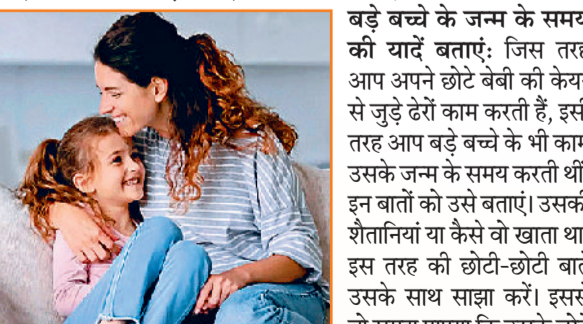 बड़े बच्चे के जन्म के समय
की यादें बताएं: जिस तरह
आप अपने छोटे बेबी की केयर
से जुड़े ढेरों काम करती हैं, इस
तरह आप बड़े बच्चे के भी काम
उसके जन्म के समय करती थीं
इन बातों को उसे बताएं। उसकी
शैतानियां या कैसे वो खाता था
इस तरह की छोटी-छोटी बातें
उसके साथ साझा करें। इससे